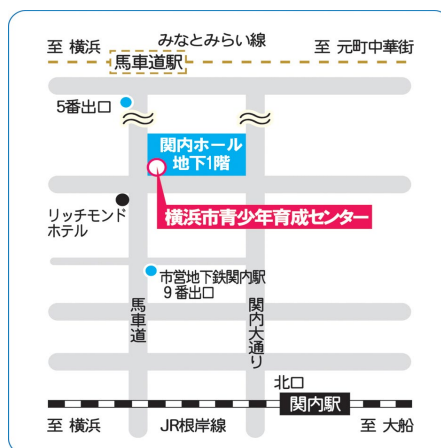 みなとみらい線
至 横浜
至 元町中華街
馬車道駅
5番出口
関内ホール
地下1階
横浜市青少年育成センター
リッチモンド
ホテル
市営地下鉄関内駅
9番出口
馬車道
関内大通り
北口
関内駅
至 横浜
JR根岸線
至 大船